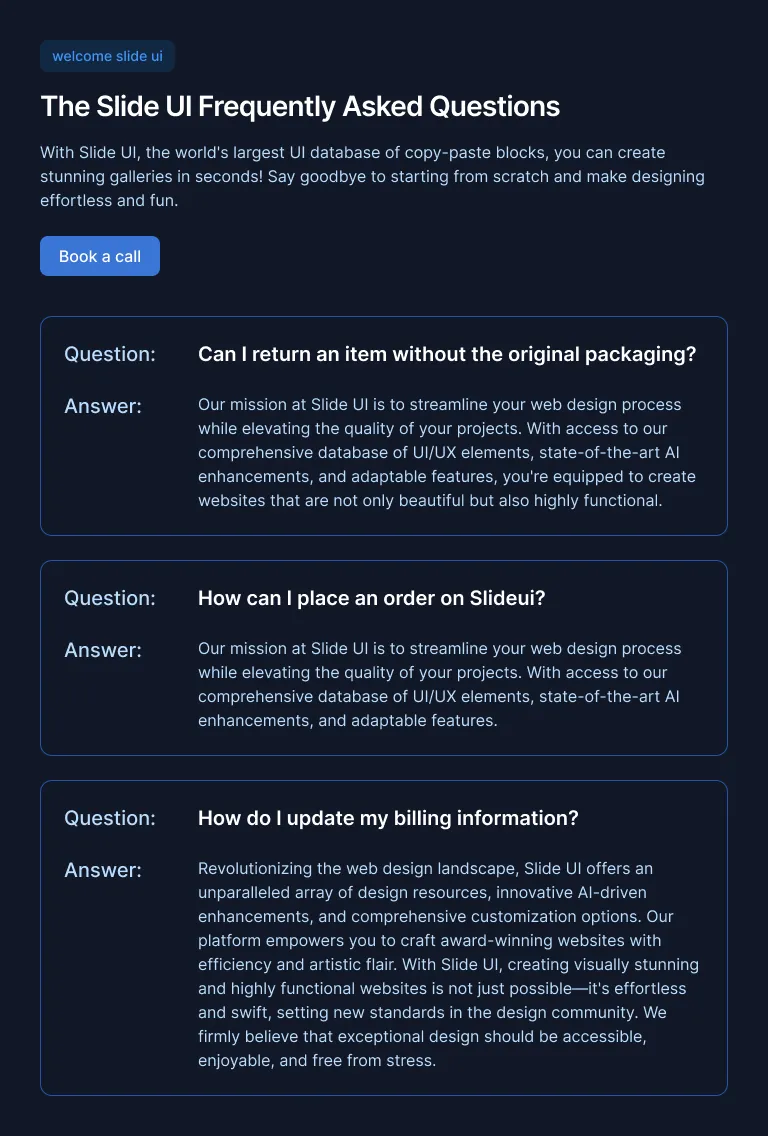 welcome slide ui
The Slide UI Frequently Asked Questions
With Slide UI, the world's largest UI database of copy-paste blocks, you can create
stunning galleries in seconds! Say goodbye to starting from scratch and make designing
effortless and fun.
Book a call
Question: Can I return an item without the original packaging?
Answer: Our mission at Slide UI is to streamline your web design process
while elevating the quality of your projects. With access to our
comprehensive database of UI/UX elements, state-of-the-art AI
enhancements, and adaptable features, you're equipped to create
websites that are not only beautiful but also highly functional.
Question: How can I place an order on Slideui?
Answer: Our mission at Slide UI is to streamline your web design process
while elevating the quality of your projects. With access to our
comprehensive database of UI/UX elements, state-of-the-art AI
enhancements, and adaptable features.
Question: How do I update my billing information?
Answer: Revolutionizing the web design landscape, Slide UI offers an
unparalleled array of design resources, innovative AI-driven
enhancements, and comprehensive customization options. Our
platform empowers you to craft award-winning websites with
efficiency and artistic flair. With Slide UI, creating visually stunning
and highly functional websites is not just possible—it's effortless
and swift, setting new standards in the design community. We
firmly believe that exceptional design should be accessible,
enjoyable, and free from stress.